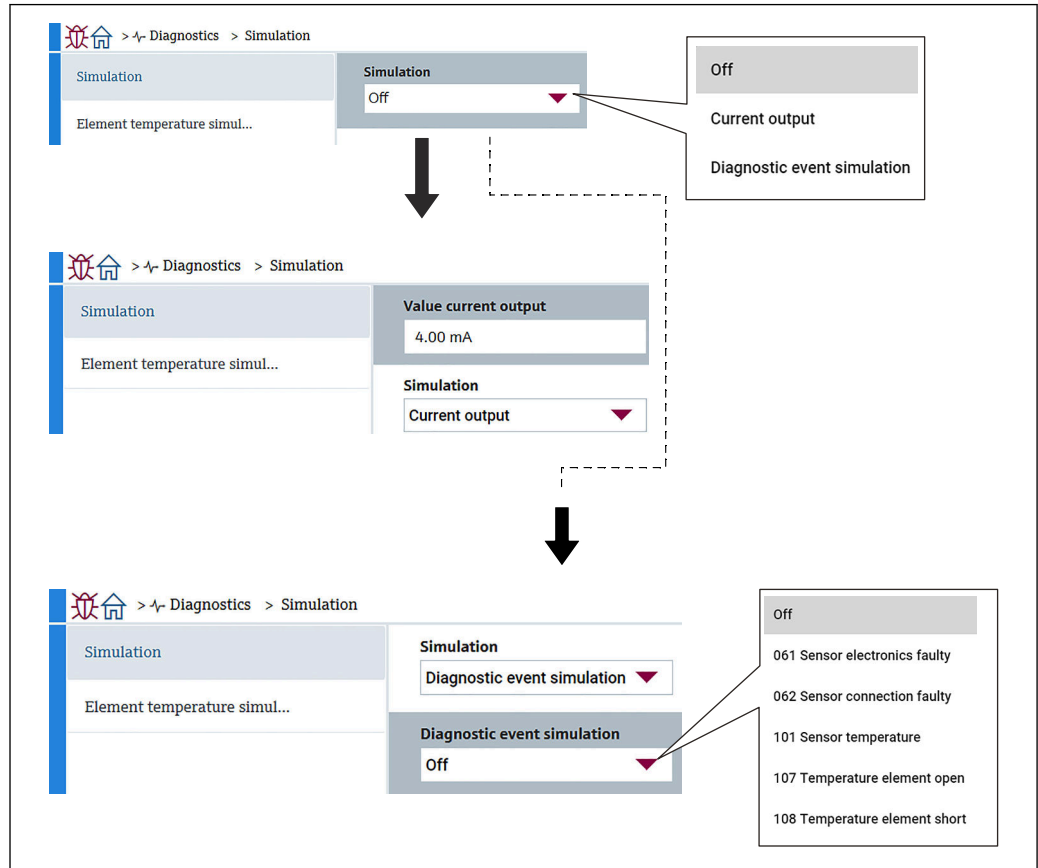 > Diagnostics > Simulation
Simulation
Element temperature simul...
Simulation
Off
Off
Current output
Diagnostic event simulation
> Diagnostics > Simulation
Simulation
Element temperature simul...
Value current output
4.00 mA
Simulation
Current output
> Diagnostics > Simulation
Simulation
Element temperature simul...
Simulation
Diagnostic event simulation
Diagnostic event simulation
Off
Off
061 Sensor electronics faulty
062 Sensor connection faulty
101 Sensor temperature
107 Temperature element open
108 Temperature element short